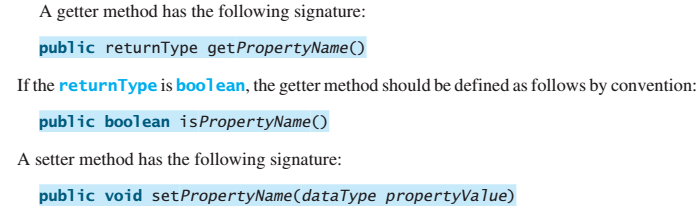 A getter method has the following signature:
public returnType getPropertyName()
If the returnType is boolean, the getter method should be defined as follows by convention:
public boolean isPropertyName()
A setter method has the following signature:
public void setPropertyName(dataType propertyValue)